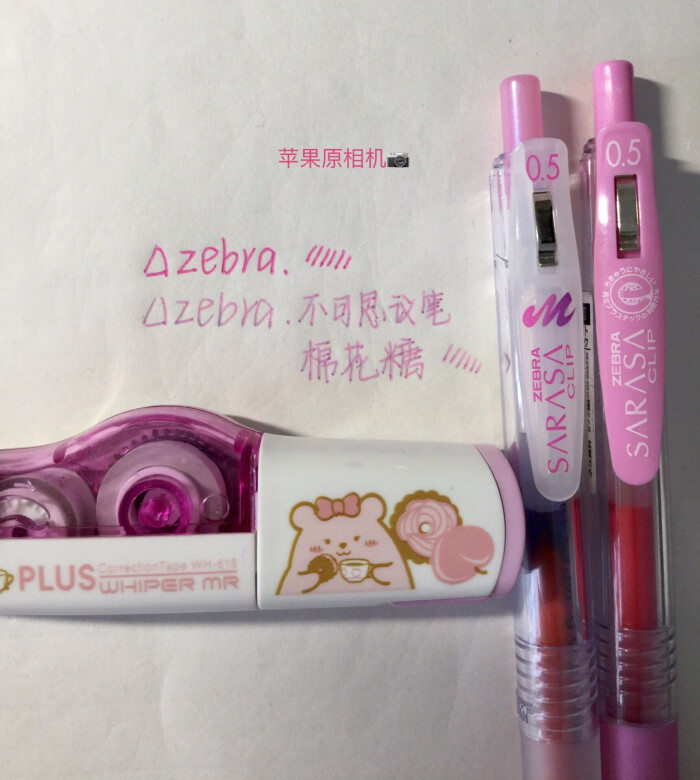 苹果原相机📷
△zebra.
△zebra.不可思议笔
棉花糖
PLUS
CorrectionTape WH-815
WHIPER MR
0.5
ZEBRA
SARASA
CLIP
0.5
ZEBRA
SARASA
CLIP